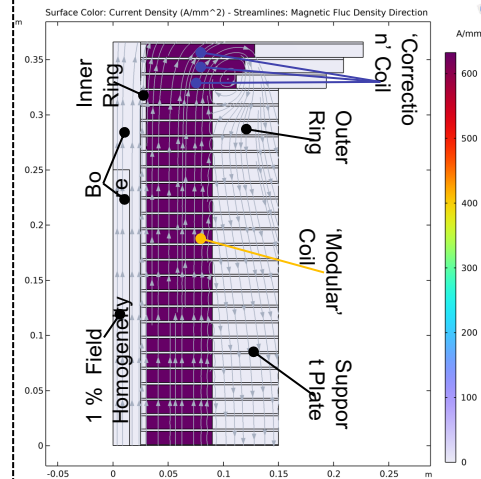 Surface Color: Current Density (A/mm^2) - Streamlines: Magnetic Fluc Density Direction
m
A/mm
0.35
0.3
0.25
0.2
0.15
0.1
0.05
0
-0.05
0
0.05
0.1
0.15
0.2
0.25
m
600
500
400
300
200
100
0
Inner
Ring
Bo e
1 % Field
Homogeneity
'Correctio
n' Coil
Outer
Ring
'Modular'
Coil
Suppor
t Plate